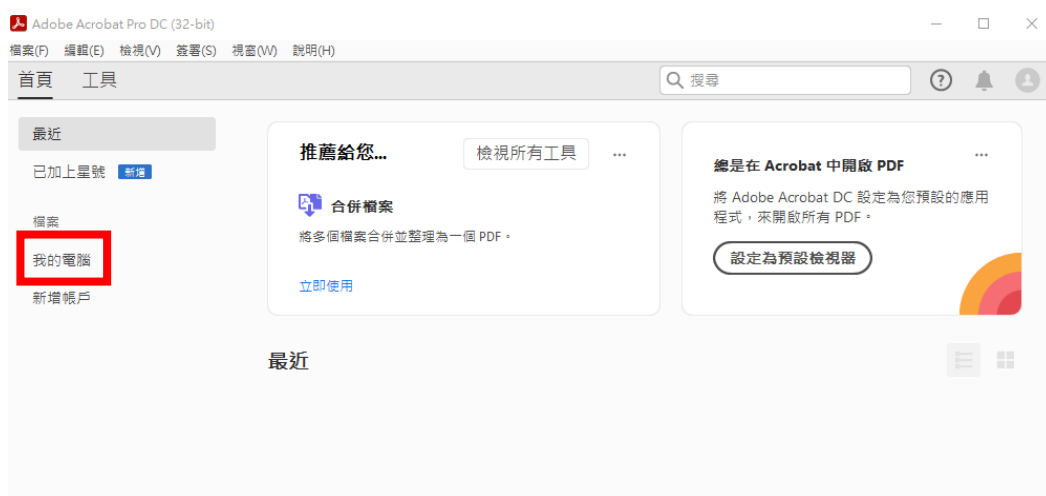 Adobe Acrobat Pro DC (32-bit)
檔案(F) 編輯(E) 檢視(V) 簽署(S) 視窗(W) 說明(H)
首頁 工具
搜尋
最近
已加上星號 新增
檔案
我的電腦
新增帳戶
推薦給您... 檢視所有工具 ...
合併檔案
將多個檔案合併並整理為一個 PDF。
立即使用
總是在 Acrobat 中開啟 PDF ...
將 Adobe Acrobat DC 設定為您預設的應用
程式，來開啟所有 PDF。
設定為預設檢視器
最近